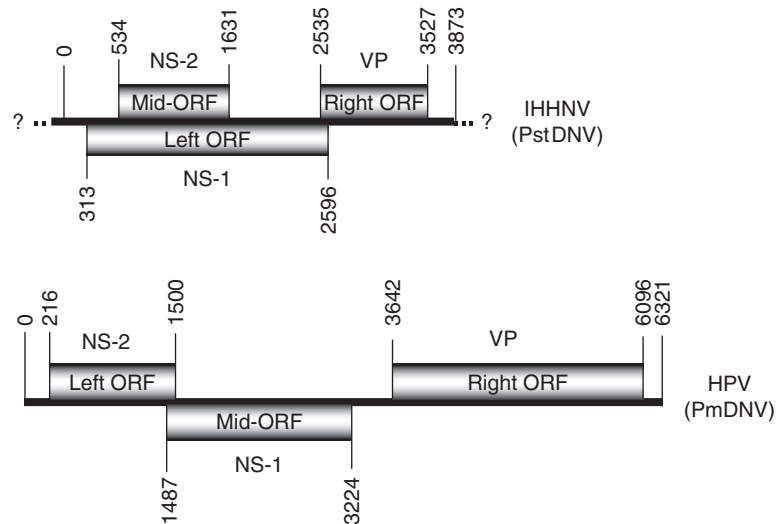 0
534
1631
2535
3527
3873
NS-2
VP
Mid-ORF
Right ORF
? ?
Left ORF
IHHNV
(PstDNV)
NS-1
313
2596
0
216
1500
3642
6096
6321
NS-2
VP
Left ORF
Right ORF
Mid-ORF
HPV
(PmDNV)
NS-1
1487
3224